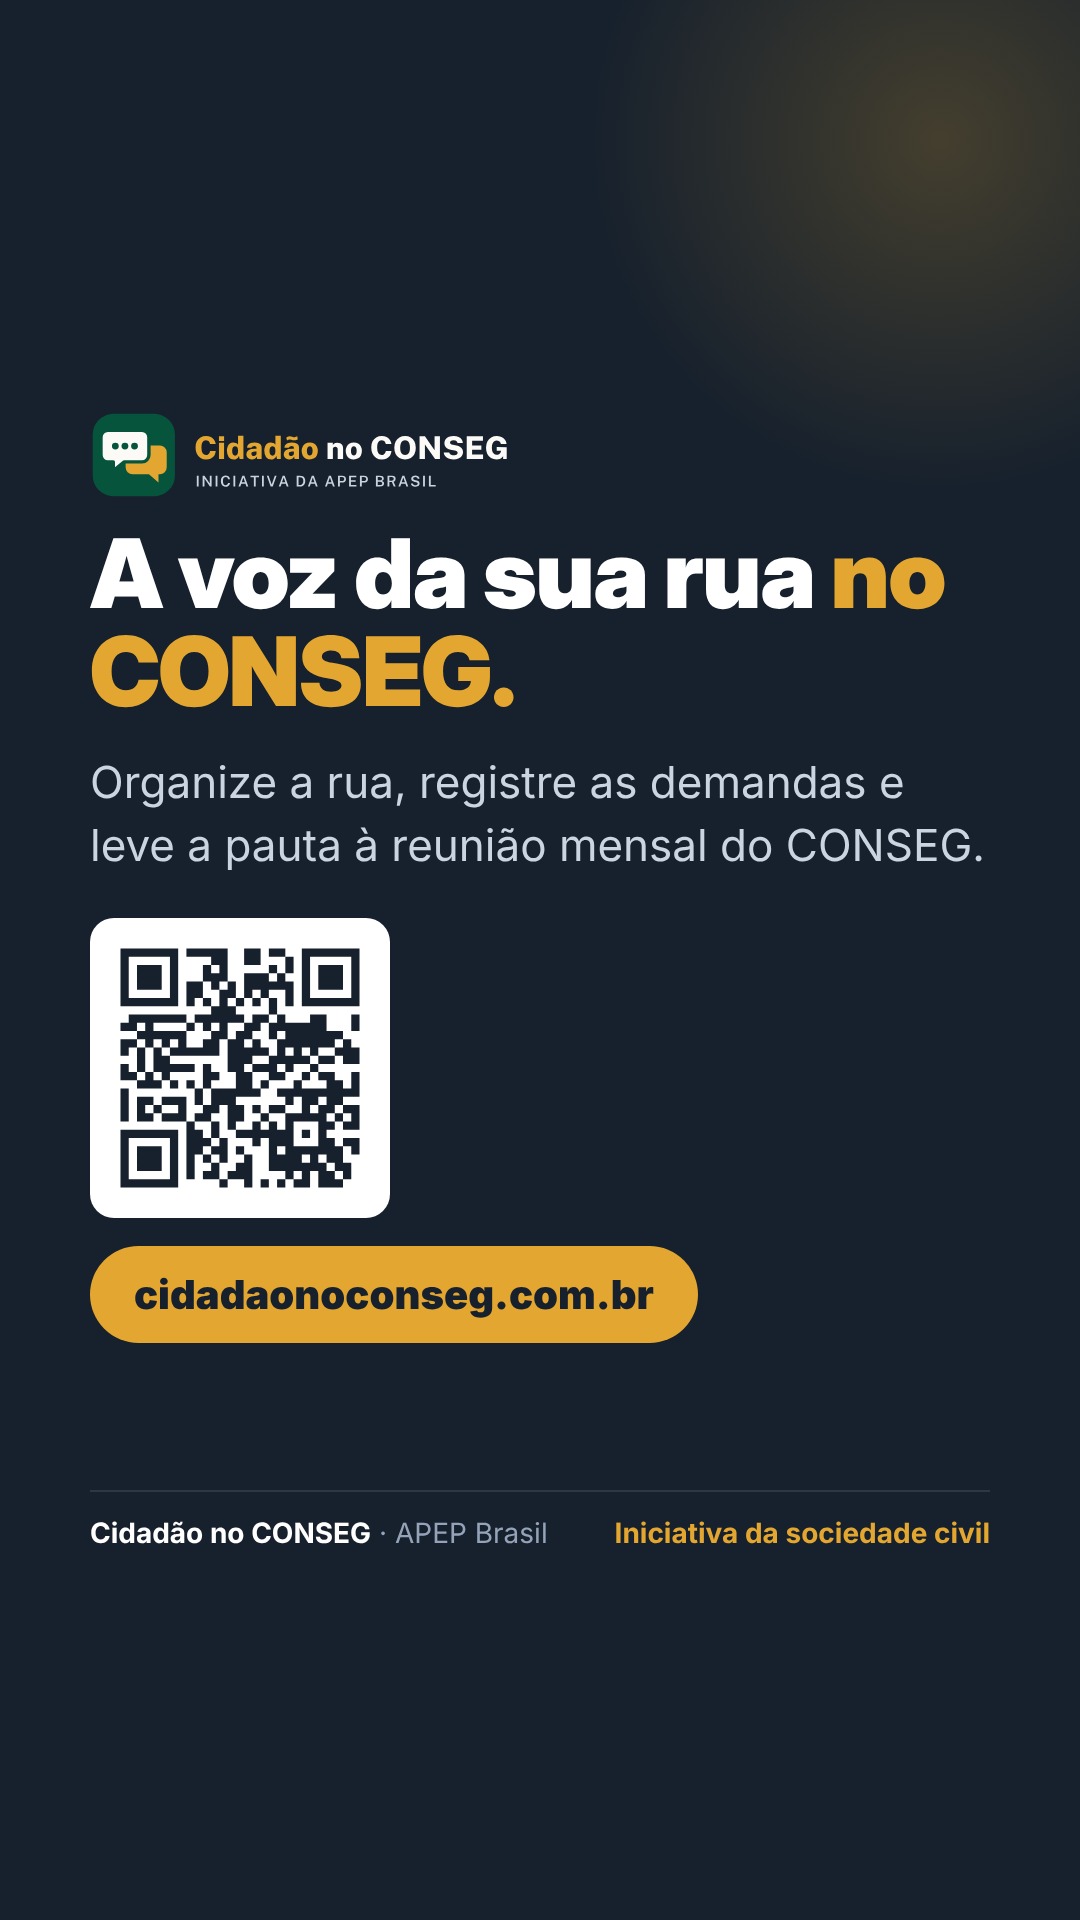 Cidadão no CONSEG
INICIATIVA DA APEP BRASIL
A voz da sua rua no
CONSEG.
Organize a rua, registre as demandas e
leve a pauta à reunião mensal do CONSEG.
cidadaonoconseg.com.br
Cidadão no CONSEG · APEP Brasil
Iniciativa da sociedade civil